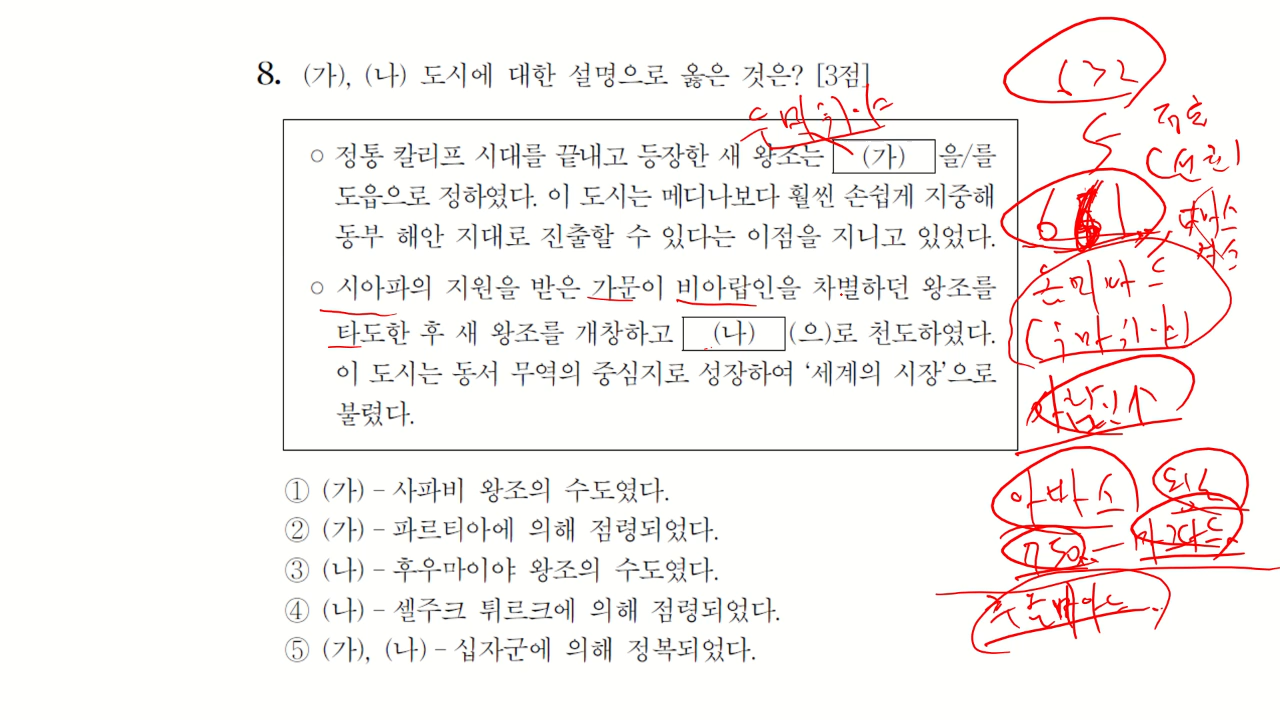 8. (가), (나) 도시에 대한 설명으로 옳은 것은? [3점]
○ 정통 칼리프 시대를 끝내고 등장한 새 왕조는 (가) 을/를
도읍으로 정하였다. 이 도시는 메디나보다 훨씬 손쉽게 지중해
동부 해안 지대로 진출할 수 있다는 이점을 지니고 있었다.
○ 시아파의 지원을 받은 가문이 비아랍인을 차별하던 왕조를
타도한 후 새 왕조를 개창하고 (나) (으)로 천도하였다.
이 도시는 동서 무역의 중심지로 성장하여 ‘세계의 시장’으로
불렸다.
① (가) - 사파비 왕조의 수도였다.
② (가) - 파르티아에 의해 점령되었다.
③ (나) - 후우마이야 왕조의 수도였다.
④ (나) - 셀주크 튀르크에 의해 점령되었다.
⑤ (가), (나) - 십자군에 의해 정복되었다.
632
661
아바스
750